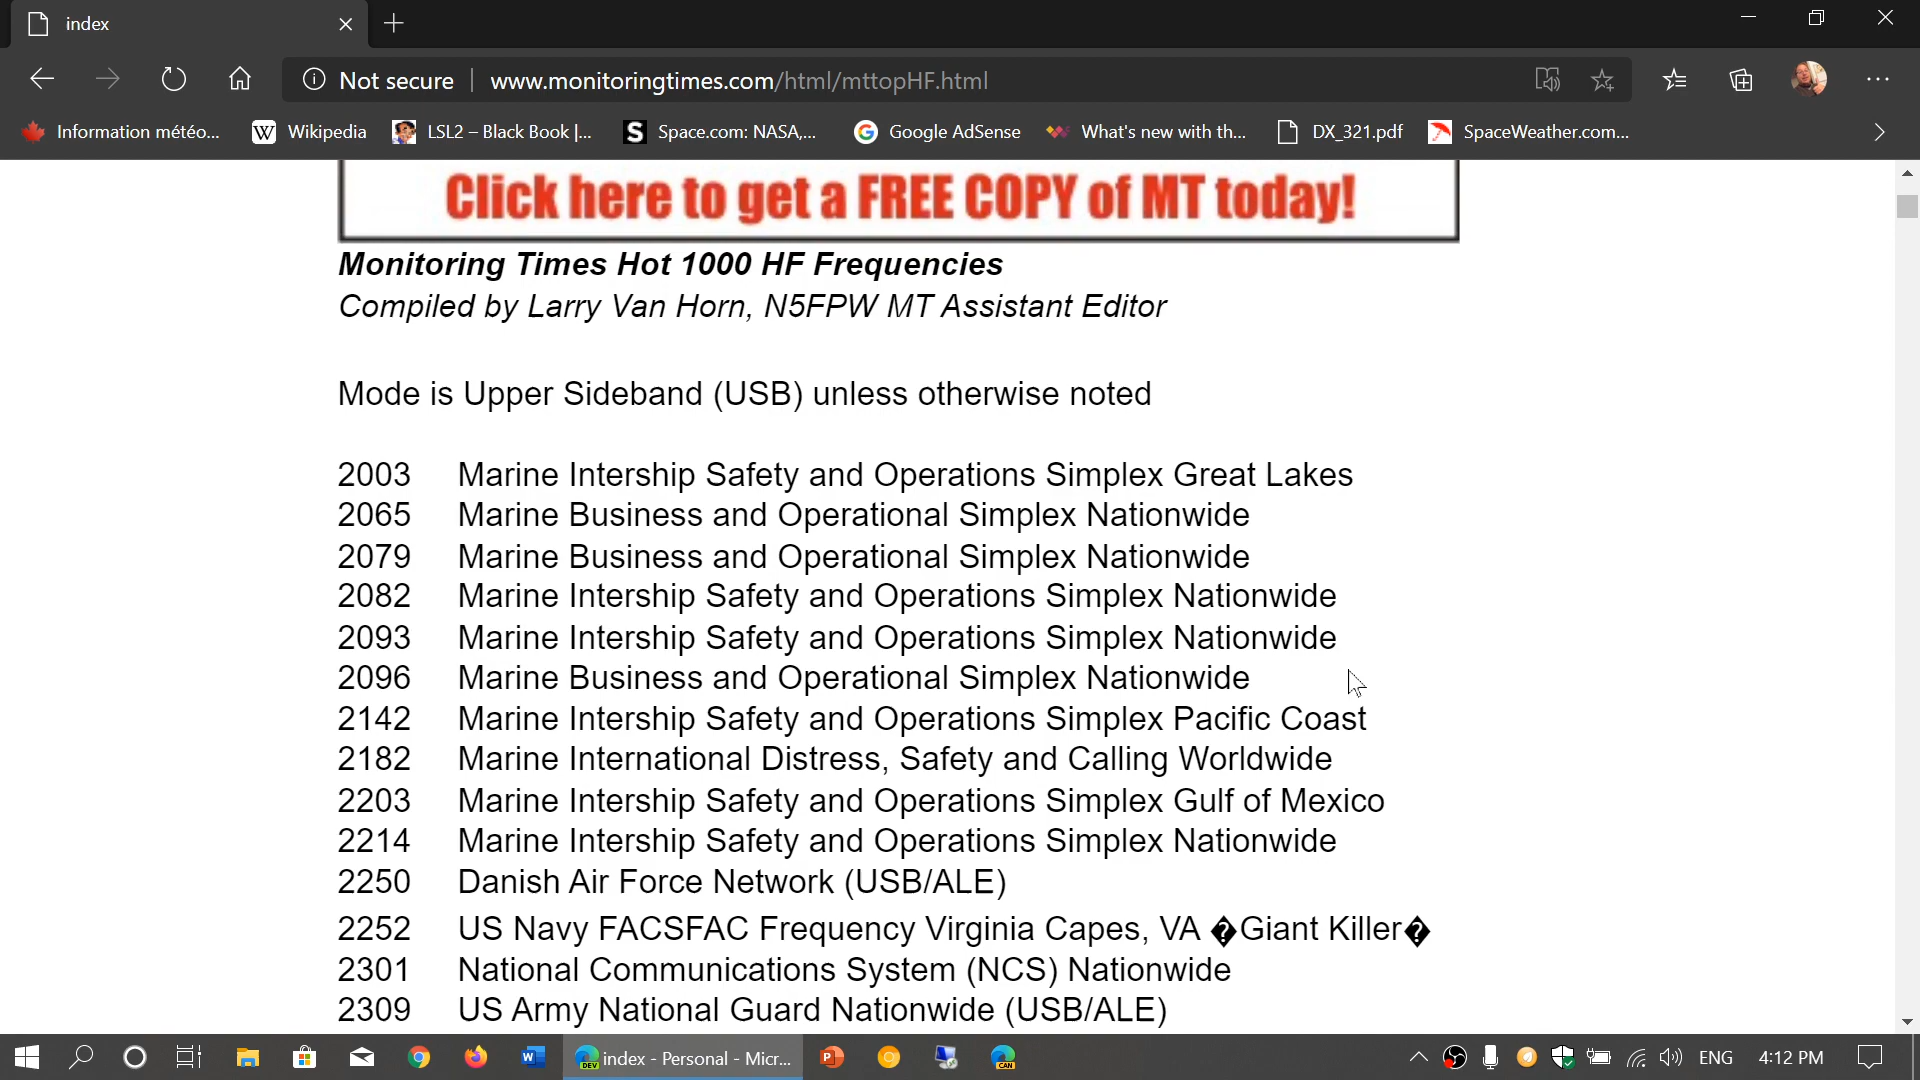 index
Not secure www.monitoringtimes.com/html/mttopHF.html
Information météo... Wikipedia LSL2 – Black Book |... Space.com: NASA,... Google AdSense What's new with th... DX_321.pdf SpaceWeather.com...
Click here to get a FREE COPY of MT today!
Monitoring Times Hot 1000 HF Frequencies
Compiled by Larry Van Horn, N5FPW MT Assistant Editor
Mode is Upper Sideband (USB) unless otherwise noted
2003 Marine Intership Safety and Operations Simplex Great Lakes
2065 Marine Business and Operational Simplex Nationwide
2079 Marine Business and Operational Simplex Nationwide
2082 Marine Intership Safety and Operations Simplex Nationwide
2093 Marine Intership Safety and Operations Simplex Nationwide
2096 Marine Business and Operational Simplex Nationwide
2142 Marine Intership Safety and Operations Simplex Pacific Coast
2182 Marine International Distress, Safety and Calling Worldwide
2203 Marine Intership Safety and Operations Simplex Gulf of Mexico
2214 Marine Intership Safety and Operations Simplex Nationwide
2250 Danish Air Force Network (USB/ALE)
2252 US Navy FACSFAC Frequency Virginia Capes, VA �Giant Killer�
2301 National Communications System (NCS) Nationwide
2309 US Army National Guard Nationwide (USB/ALE)
index - Personal - Micr... ENG 4:12 PM